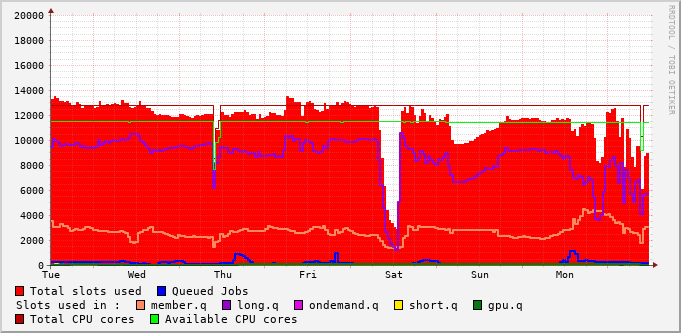 20000
18000
16000
14000
12000
10000
8000
6000
4000
2000
0
Tue Wed Thu Fri Sat Sun Mon
RRDTOOL / TOBI OETIKER
Total slots used Queued Jobs
Slots used in : member.q long.q ondemand.q short.q gpu.q
Total CPU cores Available CPU cores